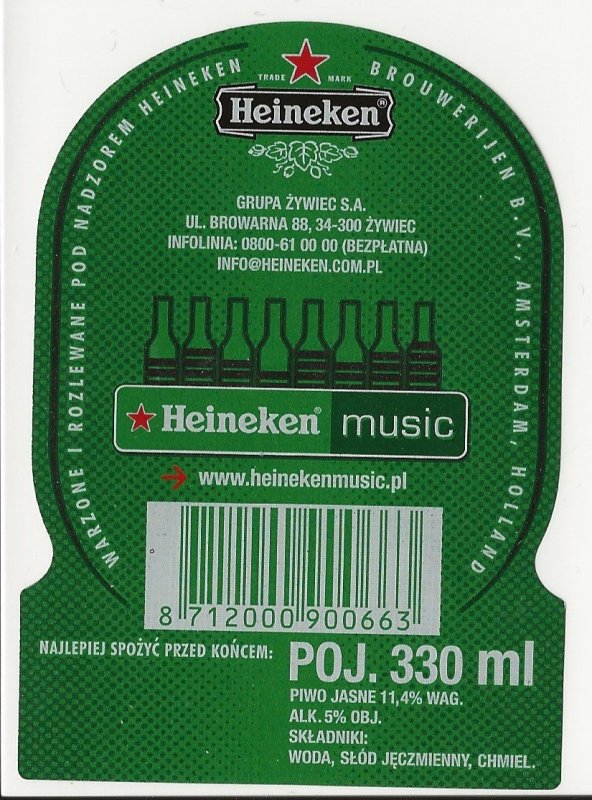 WARZONE I ROZLEWANE POD NADZOREM HEINEKEN BROUWERIJEN B.V., AMSTERDAM, HOLLAND
TRADE MARK
Heineken®
GRUPA ŻYWIEC S.A.
UL. BROWARNA 88, 34-300 ŻYWIEC
INFOLINIA: 0800-61 00 00 (BEZPŁATNA)
INFO@HEINEKEN.COM.PL
Heineken® music
www.heinekenmusic.pl
8 712000 900663
NAJLEPIEJ SPOŻYĆ PRZED KOŃCEM:
POJ. 330 ml
PIWO JASNE 11,4% WAG.
ALK. 5% OBJ.
SKŁADNIKI:
WODA, SŁÓD JĘCZMIENNY, CHMIEL.